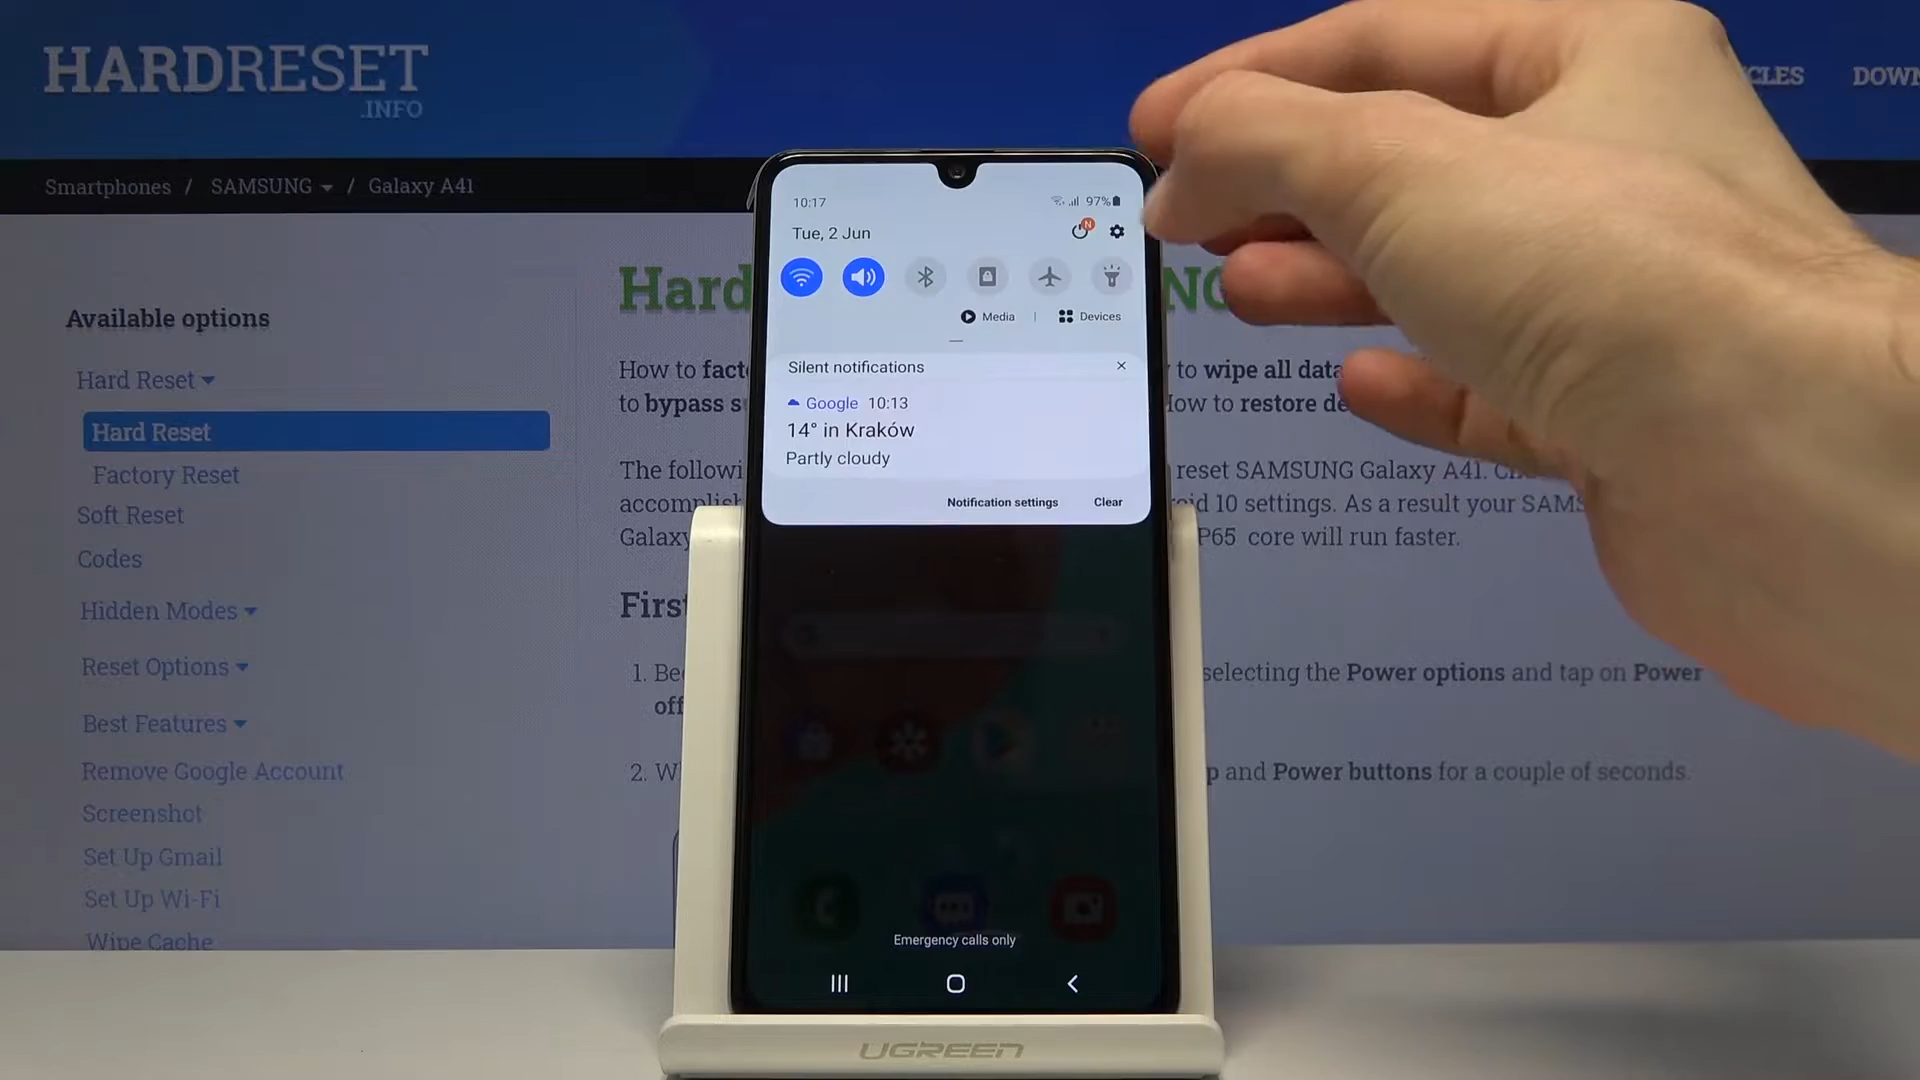 HARDRESET
.INFO
CLES DOWN
Smartphones / SAMSUNG / Galaxy A41
Available options
Hard Reset
Hard Reset
Factory Reset
Soft Reset
Codes
Hidden Modes
Reset Options
Best Features
Remove Google Account
Screenshot
Set Up Gmail
Set Up Wi-Fi
Wipe Cache
Hard
NG
How to fact
to wipe all data
to bypass s
How to restore de
The followi
reset SAMSUNG Galaxy A41.
accomplish
oid 10 settings. As a result your SAMS
Galaxy
P65 core will run faster.
First
1. Be
selecting the Power options and tap on Power
off
2. W
p and Power buttons for a couple of seconds.
10:17 97%
Tue, 2 Jun N
Media | Devices
Silent notifications
Google 10:13
14° in Kraków
Partly cloudy
Notification settings Clear
Emergency calls only
UGREEN